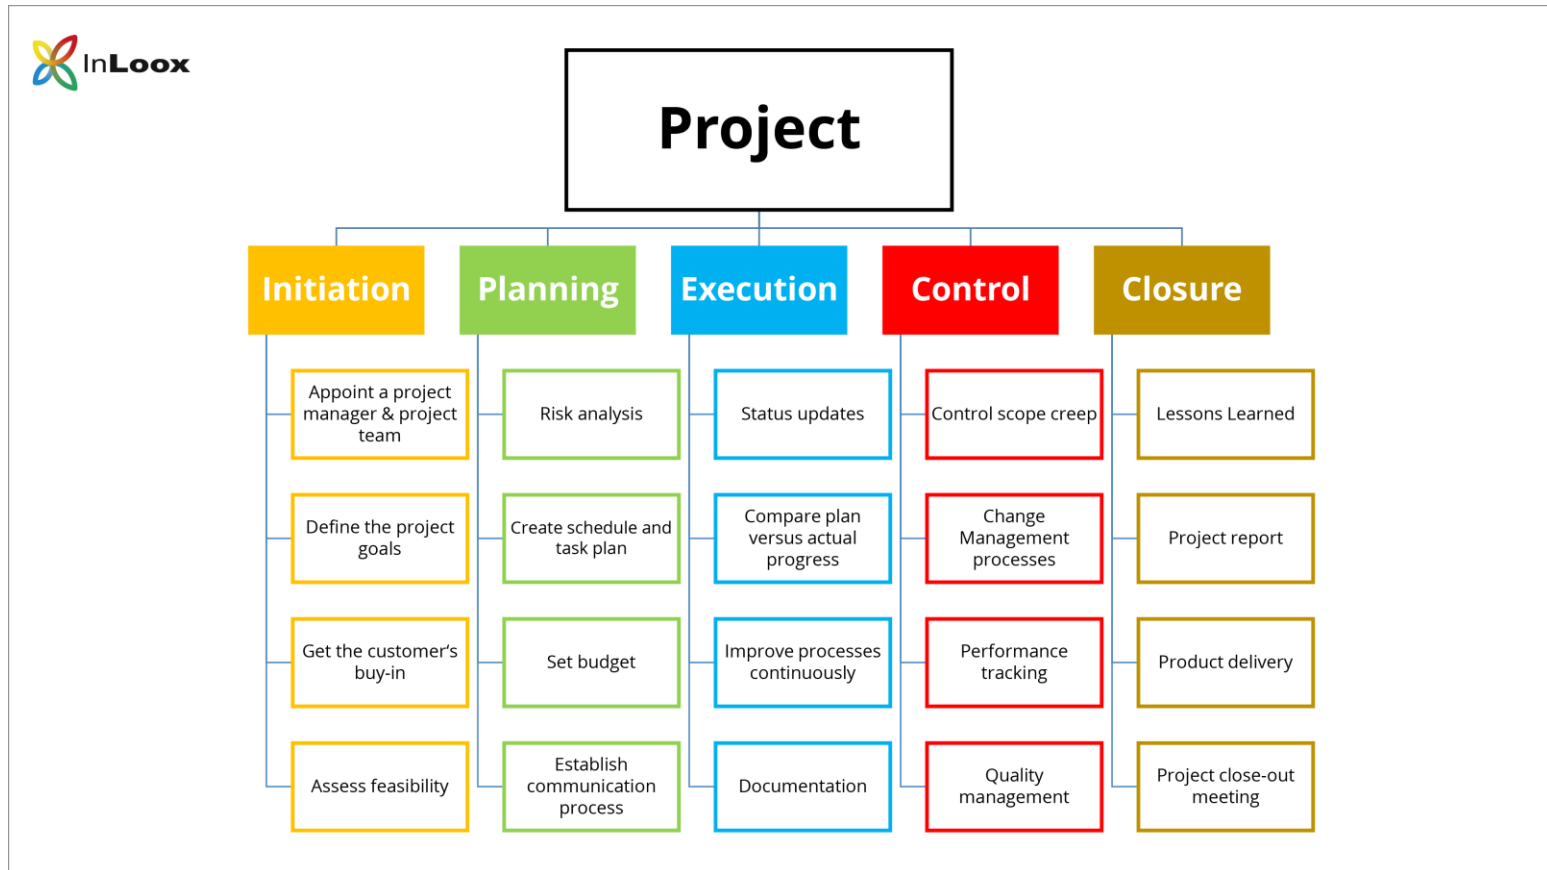 InLoox
Project
Initiation
Planning
Execution
Control
Closure
Appoint a project
manager & project
team
Define the project
goals
Get the customer‘s
buy-in
Assess feasibility
Risk analysis
Create schedule and
task plan
Set budget
Establish
communication
process
Status updates
Compare plan
versus actual
progress
Improve processes
continuously
Documentation
Control scope creep
Change
Management
processes
Performance
tracking
Quality
management
Lessons Learned
Project report
Product delivery
Project close-out
meeting